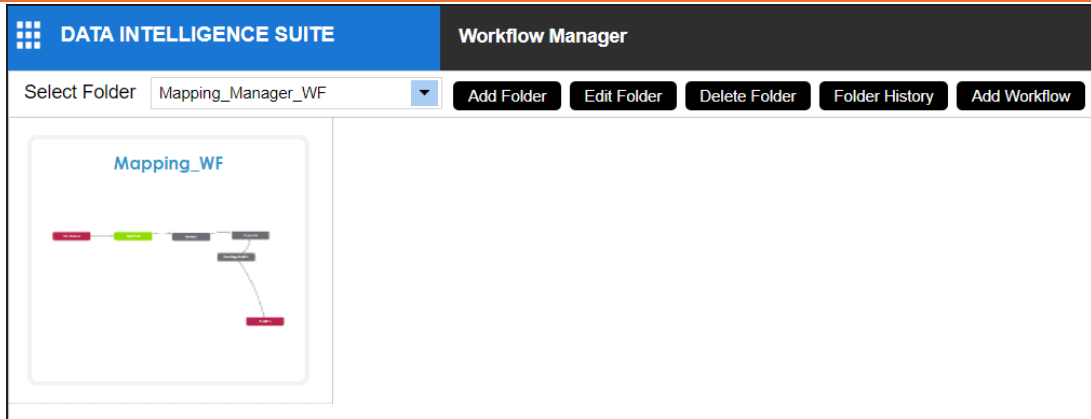 DATA INTELLIGENCE SUITE
Workflow Manager
Select Folder Mapping_Manager_WF Add Folder Edit Folder Delete Folder Folder History Add Workflow
Mapping_WF